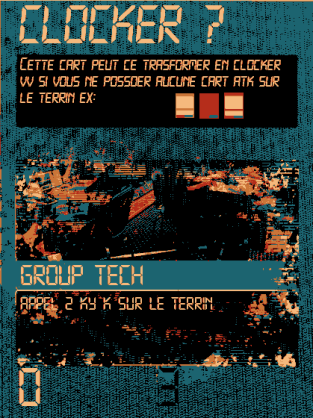 CLOCKER ?
CETTE CART PEUT CE TRASFORMER EN CLOCKER
VV SI VOUS NE POSSOER AUCUNE CART ATK SUR
LE TERRIN EX:
GROUP TECH
APPEL 2 KY K SUR LE TERRIN
0